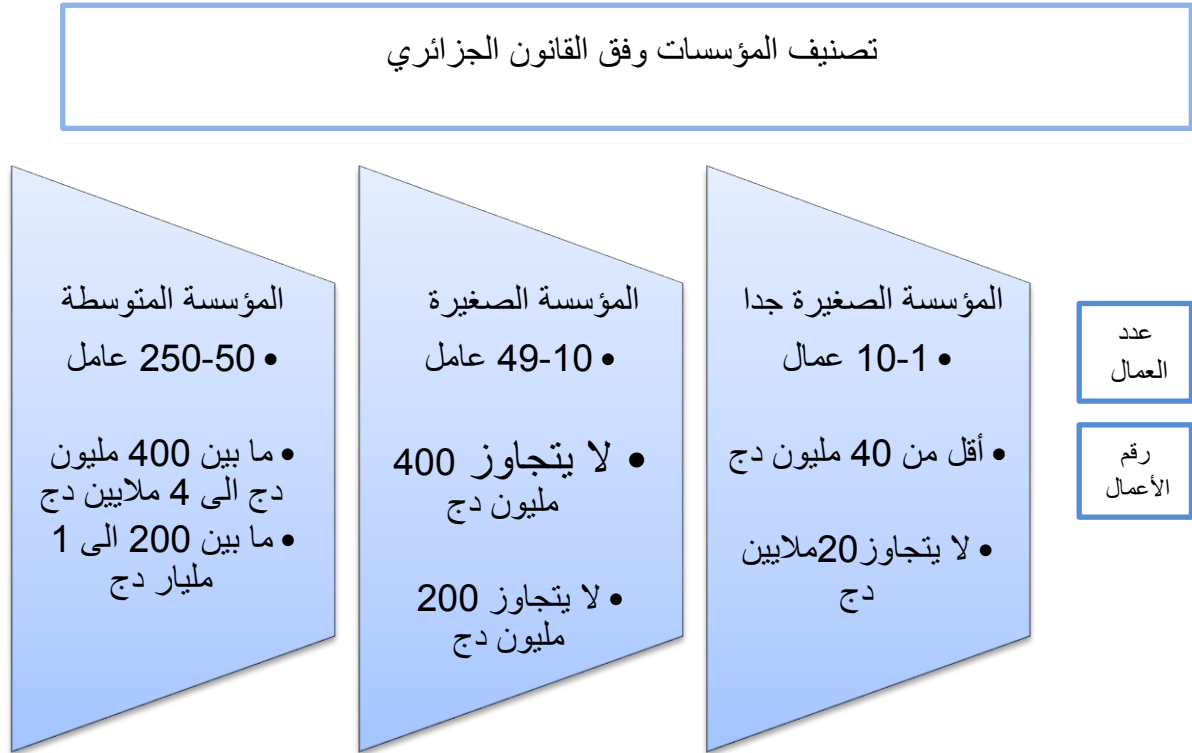 تصنيف المؤسسات وفق القانون الجزائري
المؤسسة الصغيرة جدا
• 1-10 عمال
• أقل من 40 مليون دج
• لا يتجاوز20ملايين
دج
المؤسسة الصغيرة
• 10-49 عامل
• لا يتجاوز 400
مليون دج
• لا يتجاوز 200
مليون دج
المؤسسة المتوسطة
• 50-250 عامل
• ما بين 400 مليون
دج الى 4 ملايين دج
• ما بين 200 الى 1
مليار دج
عدد
العمال
رقم
الأعمال